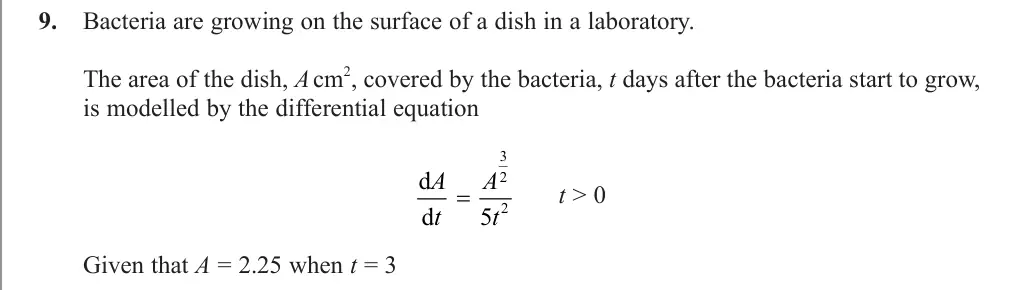 9. Bacteria are growing on the surface of a dish in a laboratory.
The area of the dish, A cm², covered by the bacteria, t days after the bacteria start to grow,
is modelled by the differential equation
dA/dt = A^(3/2)/(5t²)    t > 0
Given that A = 2.25 when t = 3